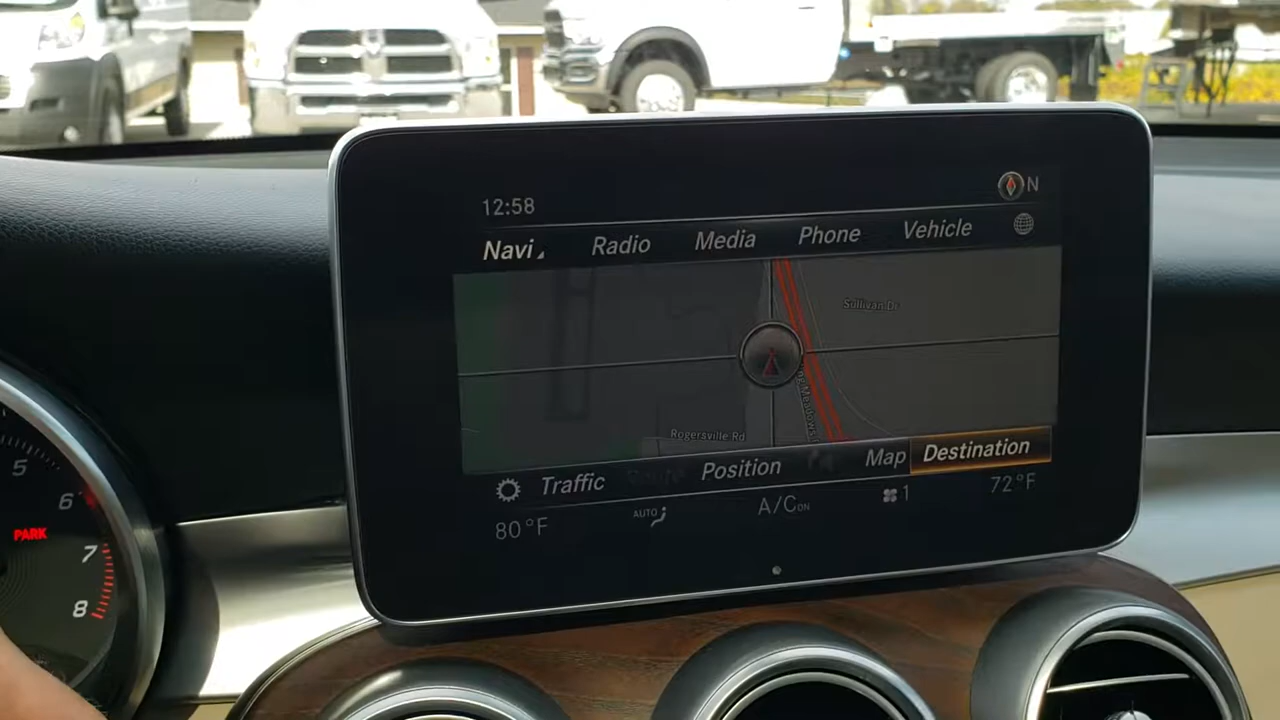 12:58
N
Navi Radio Media Phone Vehicle
Sullivan Dr
Rogersville Rd
Traffic Route Position Map Destination
80°F AUTO A/C ON 1 72°F
5
6
PARK
7
8